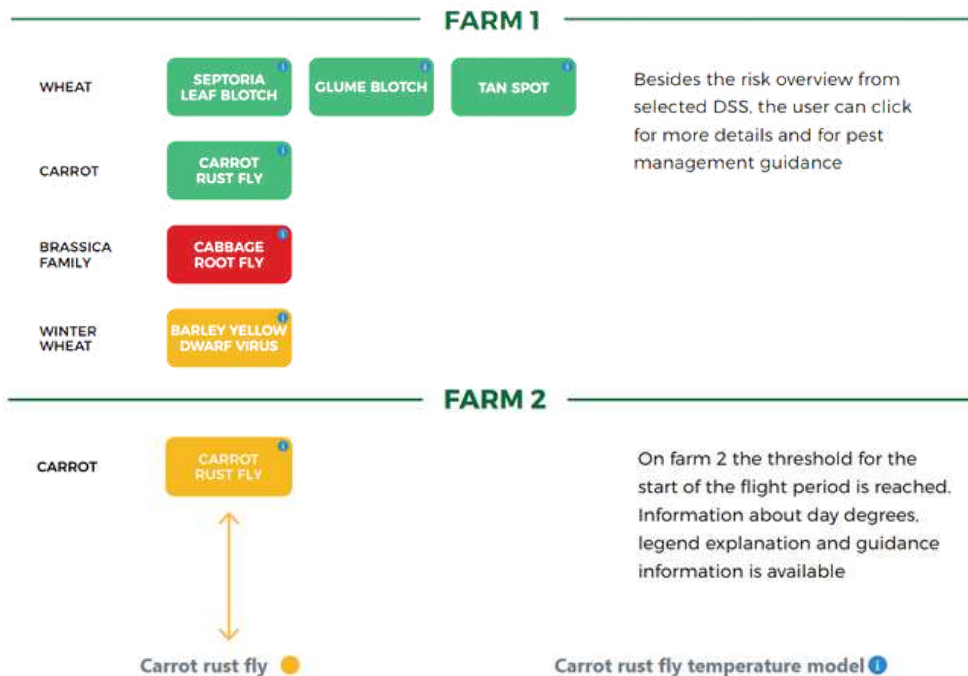 FARM 1
WHEAT
SEPTORIA
LEAF BLOTCH
GLUME BLOTCH
TAN SPOT
Besides the risk overview from
selected DSS, the user can click
for more details and for pest
management guidance
CARROT
CARROT
RUST FLY
BRASSICA
FAMILY
CABBAGE
ROOT FLY
WINTER
WHEAT
BARLEY YELLOW
DWARF VIRUS
FARM 2
CARROT
CARROT
RUST FLY
On farm 2 the threshold for the
start of the flight period is reached.
Information about day degrees,
legend explanation and guidance
information is available
Carrot rust fly
Carrot rust fly temperature model i